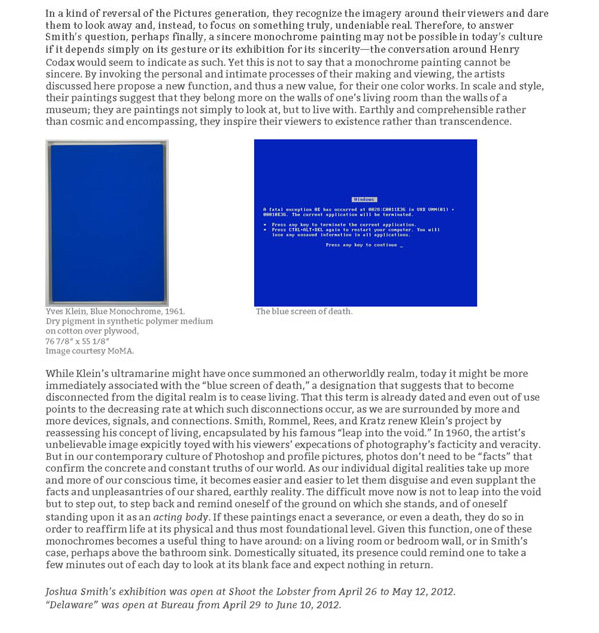 In a kind of reversal of the Pictures generation, they recognize the imagery around their viewers and dare
them to look away and, instead, to focus on something truly, undeniable real. Therefore, to answer
Smith's question, perhaps finally, a sincere monochrome painting may not be possible in today's culture
if it depends simply on its gesture or its exhibition for its sincerity—the conversation around Henry
Codax would seem to indicate as such. Yet this is not to say that a monochrome painting cannot be
sincere. By invoking the personal and intimate processes of their making and viewing, the artists
discussed here propose a new function, and thus a new value, for their one color works. In scale and style,
their paintings suggest that they belong more on the walls of one's living room than the walls of a
museum; they are paintings not simply to look at, but to live with. Earthly and comprehensible rather
than cosmic and encompassing, they inspire their viewers to existence rather than transcendence.
Windows
A fatal exception 0E has occurred at 0028:C0011E36 in VXD VMM(01) +
00010E36. The current application will be terminated.
* Press any key to terminate the current application.
* Press CTRL+ALT+DEL again to restart your computer. You will
lose any unsaved information in all applications.
Press any key to continue _
Yves Klein, Blue Monochrome, 1961.
Dry pigment in synthetic polymer medium
on cotton over plywood,
76 7/8" x 55 1/8"
Image courtesy MoMA.
The blue screen of death.
While Klein's ultramarine might have once summoned an otherworldly realm, today it might be more
immediately associated with the "blue screen of death," a designation that suggests that to become
disconnected from the digital realm is to cease living. That this term is already dated and even out of use
points to the decreasing rate at which such disconnections occur, as we are surrounded by more and
more devices, signals, and connections. Smith, Rommel, Rees, and Kratz renew Klein's project by
reassessing his concept of living, encapsulated by his famous "leap into the void." In 1960, the artist's
unbelievable image expicitly toyed with his viewers' expecations of photography's facticity and veracity.
But in our contemporary culture of Photoshop and profile pictures, photos don't need to be "facts" that
confirm the concrete and constant truths of our world. As our individual digital realities take up more
and more of our conscious time, it becomes easier and easier to let them disguise and even supplant the
facts and unpleasantries of our shared, earthly reality. The difficult move now is not to leap into the void
but to step out, to step back and remind oneself of the ground on which she stands, and of oneself
standing upon it as an acting body. If these paintings enact a severance, or even a death, they do so in
order to reaffirm life at its physical and thus most foundational level. Given this function, one of these
monochromes becomes a useful thing to have around: on a living room or bedroom wall, or in Smith's
case, perhaps above the bathroom sink. Domestically situated, its presence could remind one to take a
few minutes out of each day to look at its blank face and expect nothing in return.
Joshua Smith's exhibition was open at Shoot the Lobster from April 26 to May 12, 2012.
"Delaware" was open at Bureau from April 29 to June 10, 2012.